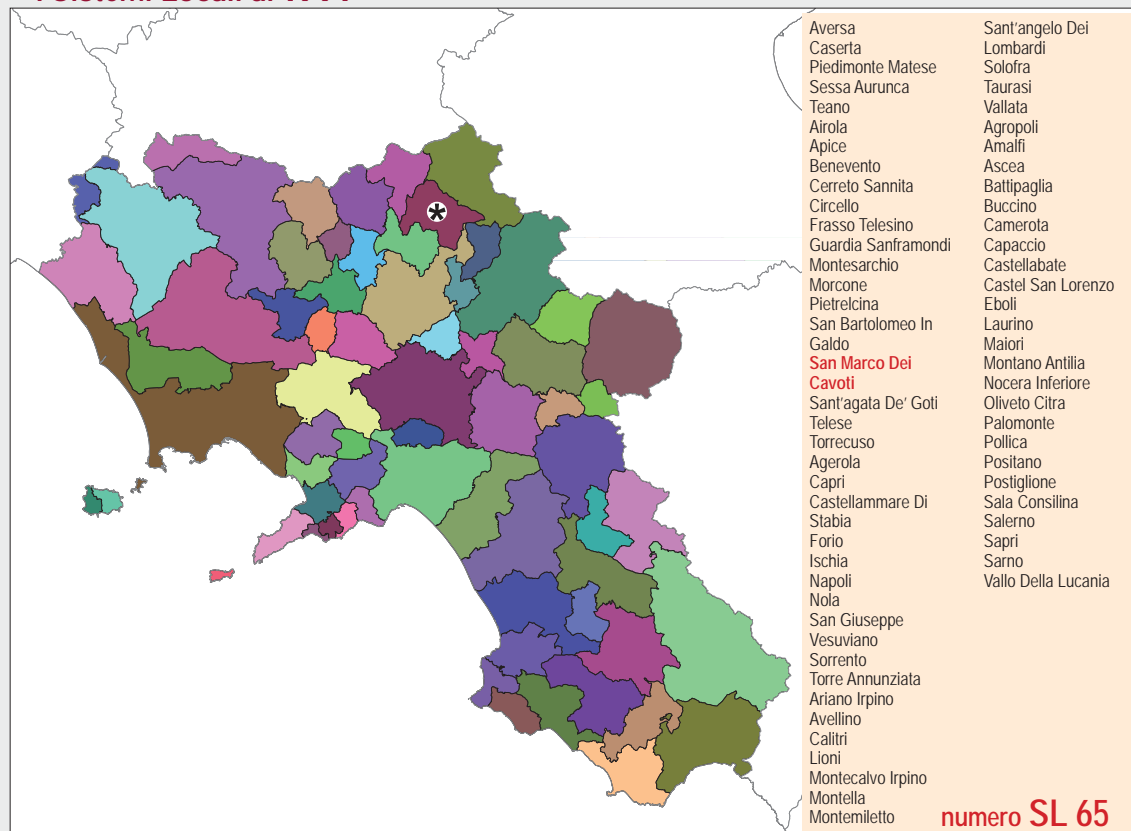 Aversa
Caserta
Piedimonte Matese
Sessa Aurunca
Teano
Airola
Apice
Benevento
Cerreto Sannita
Circello
Frasso Telesino
Guardia Sanframondi
Montesarchio
Morcone
Pietrelcina
San Bartolomeo In
Galdo
San Marco Dei
Cavoti
Sant'agata De' Goti
Telese
Torrecuso
Agerola
Capri
Castellammare Di
Stabia
Forio
Ischia
Napoli
Nola
San Giuseppe
Vesuviano
Sorrento
Torre Annunziata
Ariano Irpino
Avellino
Calitri
Lioni
Montecalvo Irpino
Montella
Montemiletto
Sant'angelo Dei
Lombardi
Solofra
Taurasi
Vallata
Agropoli
Amalfi
Ascea
Battipaglia
Buccino
Camerota
Capaccio
Castellabate
Castel San Lorenzo
Eboli
Laurino
Maiori
Montano Antilia
Nocera Inferiore
Oliveto Citra
Palomonte
Pollica
Positano
Postiglione
Sala Consilina
Salerno
Sapri
Sarno
Vallo Della Lucania
numero SL 65